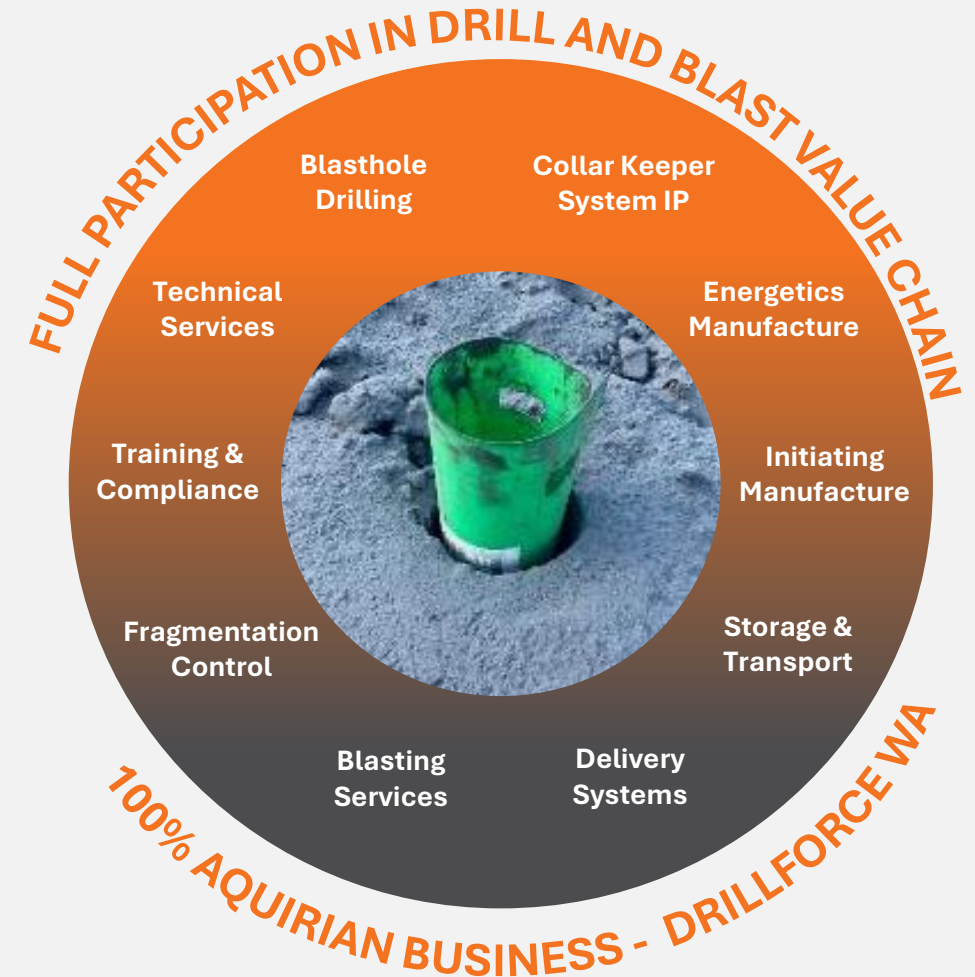 FULL PARTICIPATION IN DRILL AND BLAST VALUE CHAIN
Blasthole
Drilling
Collar Keeper
System IP
Technical
Services
Energetics
Manufacture
Training &
Compliance
Initiating
Manufacture
Fragmentation
Control
Storage &
Transport
Blasting
Services
Delivery
Systems
100% AQUIRIAN BUSINESS - DRILLFORCE WA